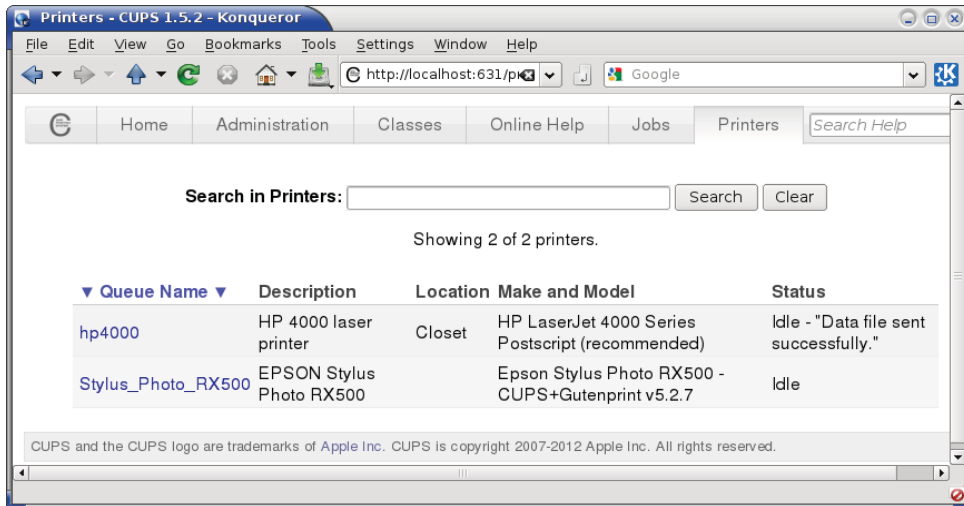 Printers - CUPS 1.5.2 - Konqueror
File Edit View Go Bookmarks Tools Settings Window Help
http://localhost:631/p Google
Home Administration Classes Online Help Jobs Printers Search Help
Search in Printers: Search Clear
Showing 2 of 2 printers.
▼ Queue Name ▼ Description Location Make and Model Status
hp4000 HP 4000 laser printer Closet HP LaserJet 4000 Series Postscript (recommended) Idle - "Data file sent successfully."
Stylus_Photo_RX500 EPSON Stylus Photo RX500 Epson Stylus Photo RX500 - CUPS+Gutenprint v5.2.7 Idle
CUPS and the CUPS logo are trademarks of Apple Inc. CUPS is copyright 2007-2012 Apple Inc. All rights reserved.